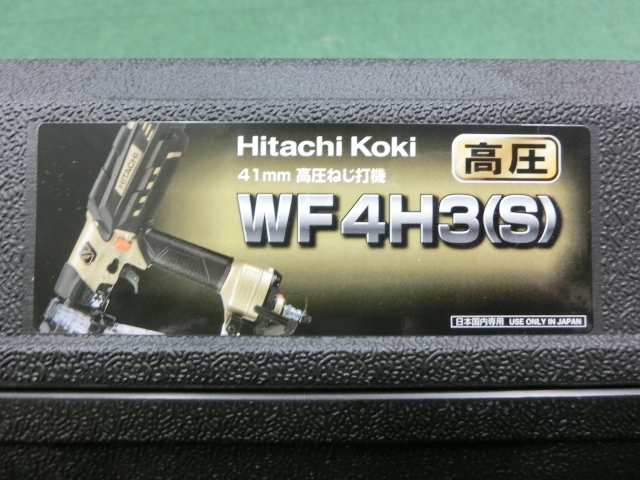 Hitachi Koki
高圧
41mm 高圧ねじ打機
WF4H3(S)
HITACHI
日本国内専用 USE ONLY IN JAPAN